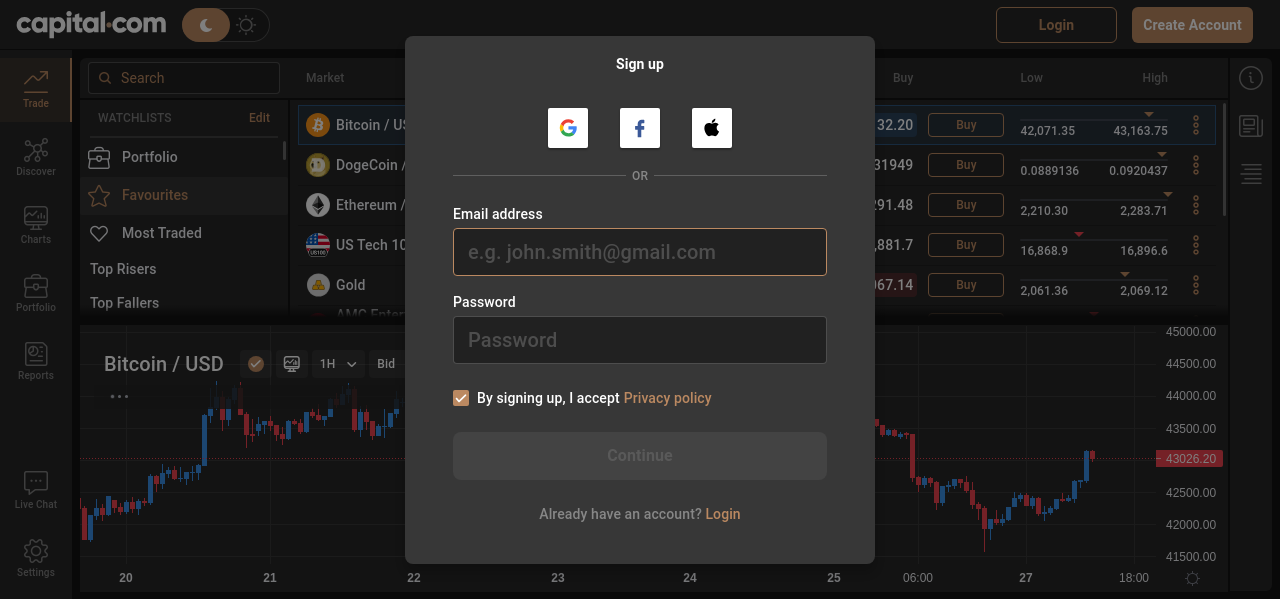 capital.com
Login
Create Account
Sign up
Search
Market
Buy
Low
High
Trade
WATCHLISTS
Edit
Bitcoin / US
32.20
Buy
42,071.35
43,163.75
Portfolio
DogeCoin /
31949
Buy
0.0889136
0.0920437
OR
Discover
Favourites
Ethereum /
291.48
Buy
2,210.30
2,283.71
Email address
e.g. john.smith@gmail.com
Most Traded
US100
US Tech 10
,881.7
Buy
16,868.9
16,896.6
Charts
Top Risers
Gold
067.14
Buy
2,061.36
2,069.12
Password
Password
Portfolio
Top Fallers
AMC Enter
45000.00
Bitcoin / USD
1H
Bid
44500.00
Reports
44000.00
By signing up, I accept Privacy policy
43500.00
Continue
43026.20
42500.00
Live Chat
Already have an account? Login
42000.00
41500.00
Settings
20
21
22
23
24
25
06:00
27
18:00